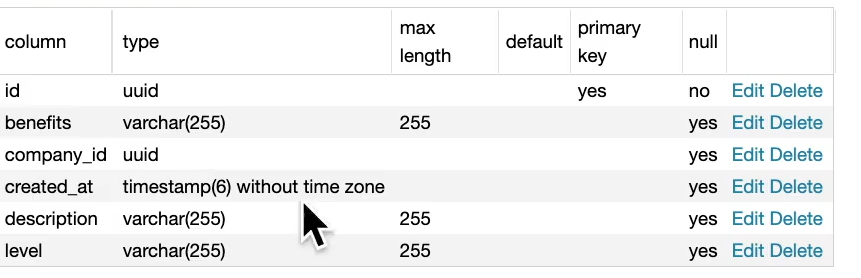 column type max length default primary key null
id uuid yes no Edit Delete
benefits varchar(255) 255 yes Edit Delete
company_id uuid yes Edit Delete
created_at timestamp(6) without time zone yes Edit Delete
description varchar(255) 255 yes Edit Delete
level varchar(255) 255 yes Edit Delete